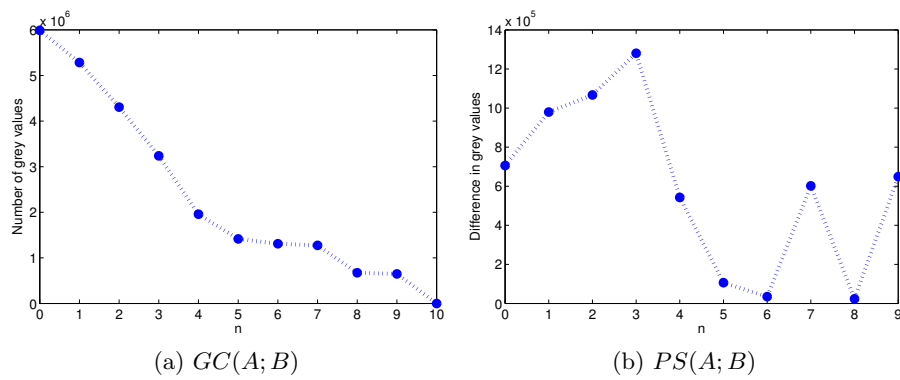 x 10^6
6
5
4
3
2
1
0
Number of grey values
0 1 2 3 4 5 6 7 8 9 10
n
(a) GC(A; B)
x 10^5
14
12
10
8
6
4
2
0
Difference in grey values
0 1 2 3 4 5 6 7 8 9
n
(b) PS(A; B)